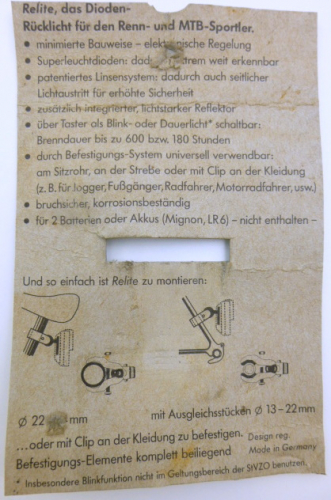 Relite, das Dioden-
Rücklicht für den Renn- und MTB-Sportler.
• minimierte Bauweise – elektronische Regelung
• Superleuchtdioden: dadurch extrem weit erkennbar
• patentiertes Linsensystem: dadurch auch seitlicher
Lichtaustritt für erhöhte Sicherheit
• zusätzlich integrierter, lichtstarker Reflektor
• über Taster als Blink- oder Dauerlicht* schaltbar:
Brenndauer bis zu 600 bzw. 180 Stunden
• durch Befestigungs-System universell verwendbar:
am Sitzrohr, an der Streße oder mit Clip an der Kleidung
(z. B. für Jogger, Fußgänger, Radfahrer, Motorradfahrer, usw.)
• bruchsicher, korrosionsbeständig
• für 2 Batterien oder Akku (Mignon, LR 6) – nicht enthalten –
Und so einfach ist Relite zu montieren:
Ø 22 mm
mit Ausgleichsstücken Ø 13 – 22 mm
...oder mit Clip an der Kleidung zu befestigen.
Befestigungs-Elemente komplett beiliegend
Design reg.
Made in Germany
* Insbesondere Blinkfunktion nicht im Geltungsbereich der StVZO benutzen.